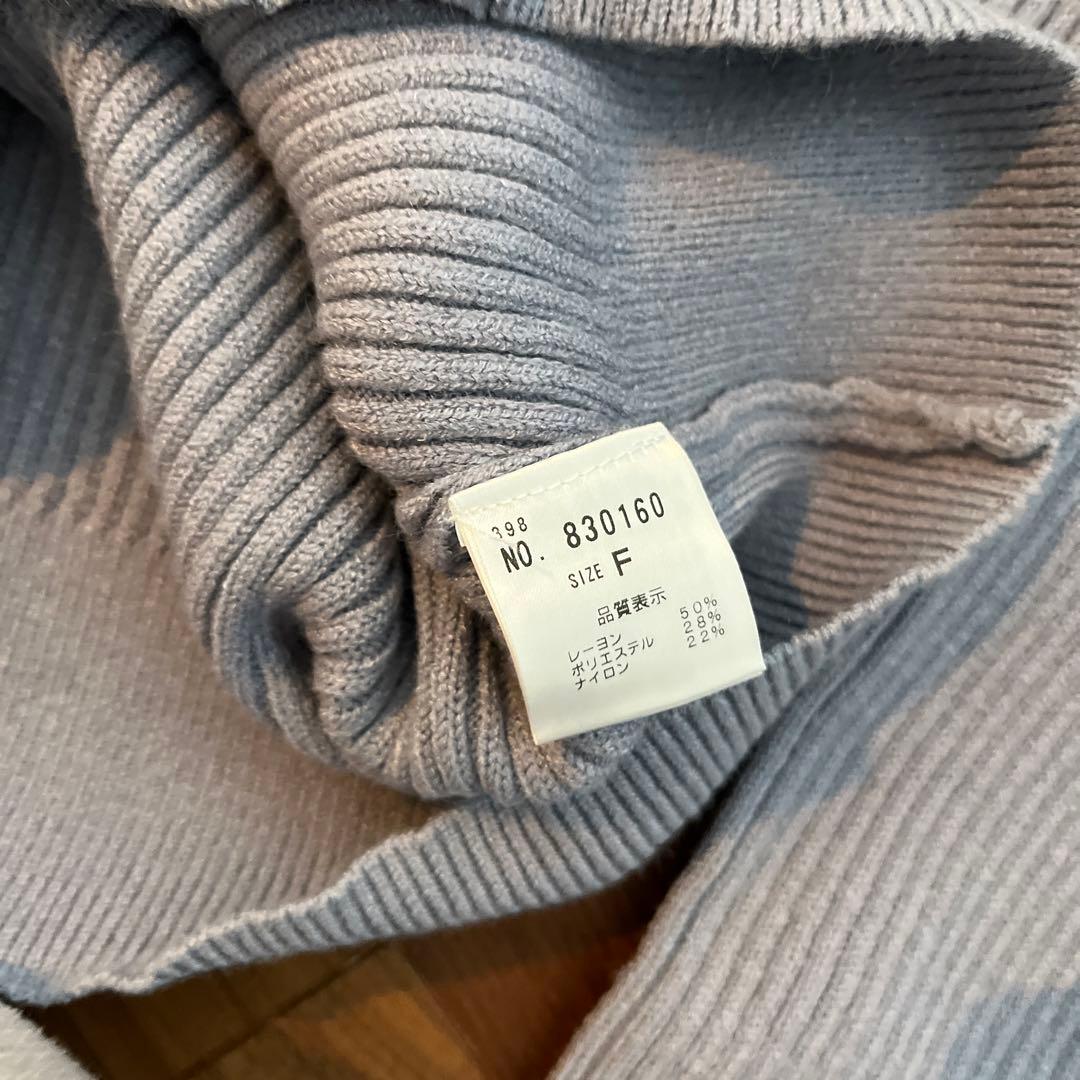 398
NO. 830160
SIZE F
品質表示
レーヨン 50%
ポリエステル 28%
ナイロン 22%